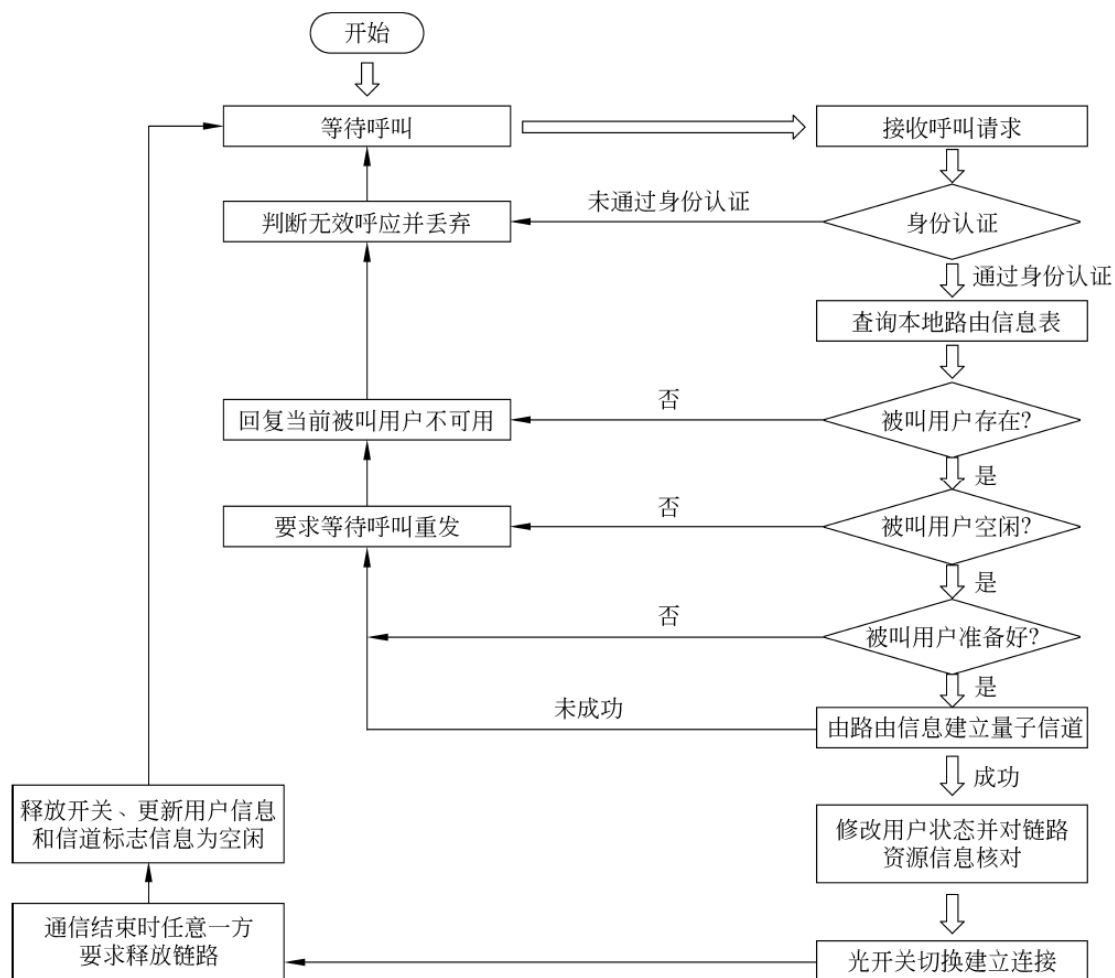 开始
等待呼叫
接收呼叫请求
未通过身份认证
判断无效呼应并丢弃
身份认证
通过身份认证
查询本地路由信息表
否
回复当前被叫用户不可用
被叫用户存在?
是
否
要求等待呼叫重发
被叫用户空闲?
是
否
被叫用户准备好?
是
未成功
由路由信息建立量子信道
成功
释放开关、更新用户信息
和信道标志信息为空闲
修改用户状态并对链路
资源信息核对
通信结束时任意一方
要求释放链路
光开关切换建立连接